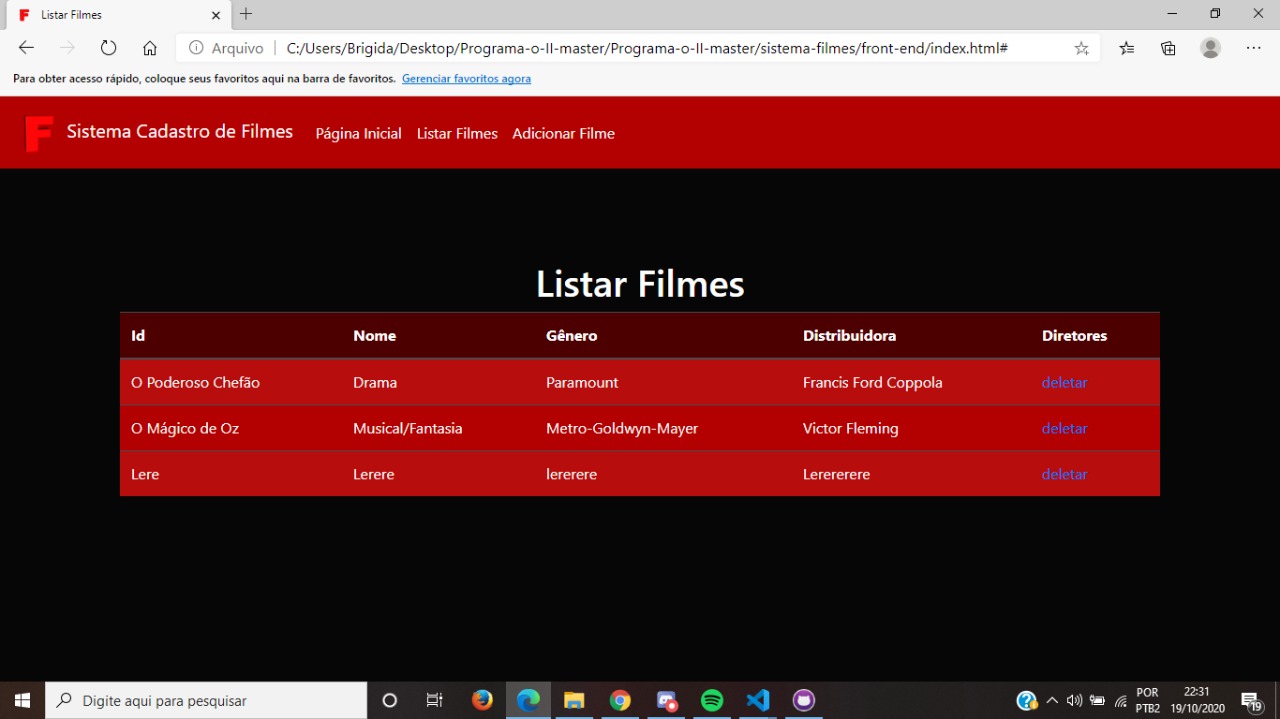 Listar Filmes
Arquivo C:/Users/Brigida/Desktop/Programa-o-II-master/Programa-o-II-master/sistema-filmes/front-end/index.html#
Para obter acesso rápido, coloque seus favoritos aqui na barra de favoritos. Gerenciar favoritos agora
F Sistema Cadastro de Filmes Página Inicial Listar Filmes Adicionar Filme
Listar Filmes
Id Nome Gênero Distribuidora Diretores
O Poderoso Chefão Drama Paramount Francis Ford Coppola deletar
O Mágico de Oz Musical/Fantasia Metro-Goldwyn-Mayer Victor Fleming deletar
Lere Lerere lererere Lerererere deletar
Digite aqui para pesquisar
POR 22:31
PTB2 19/10/2020 19